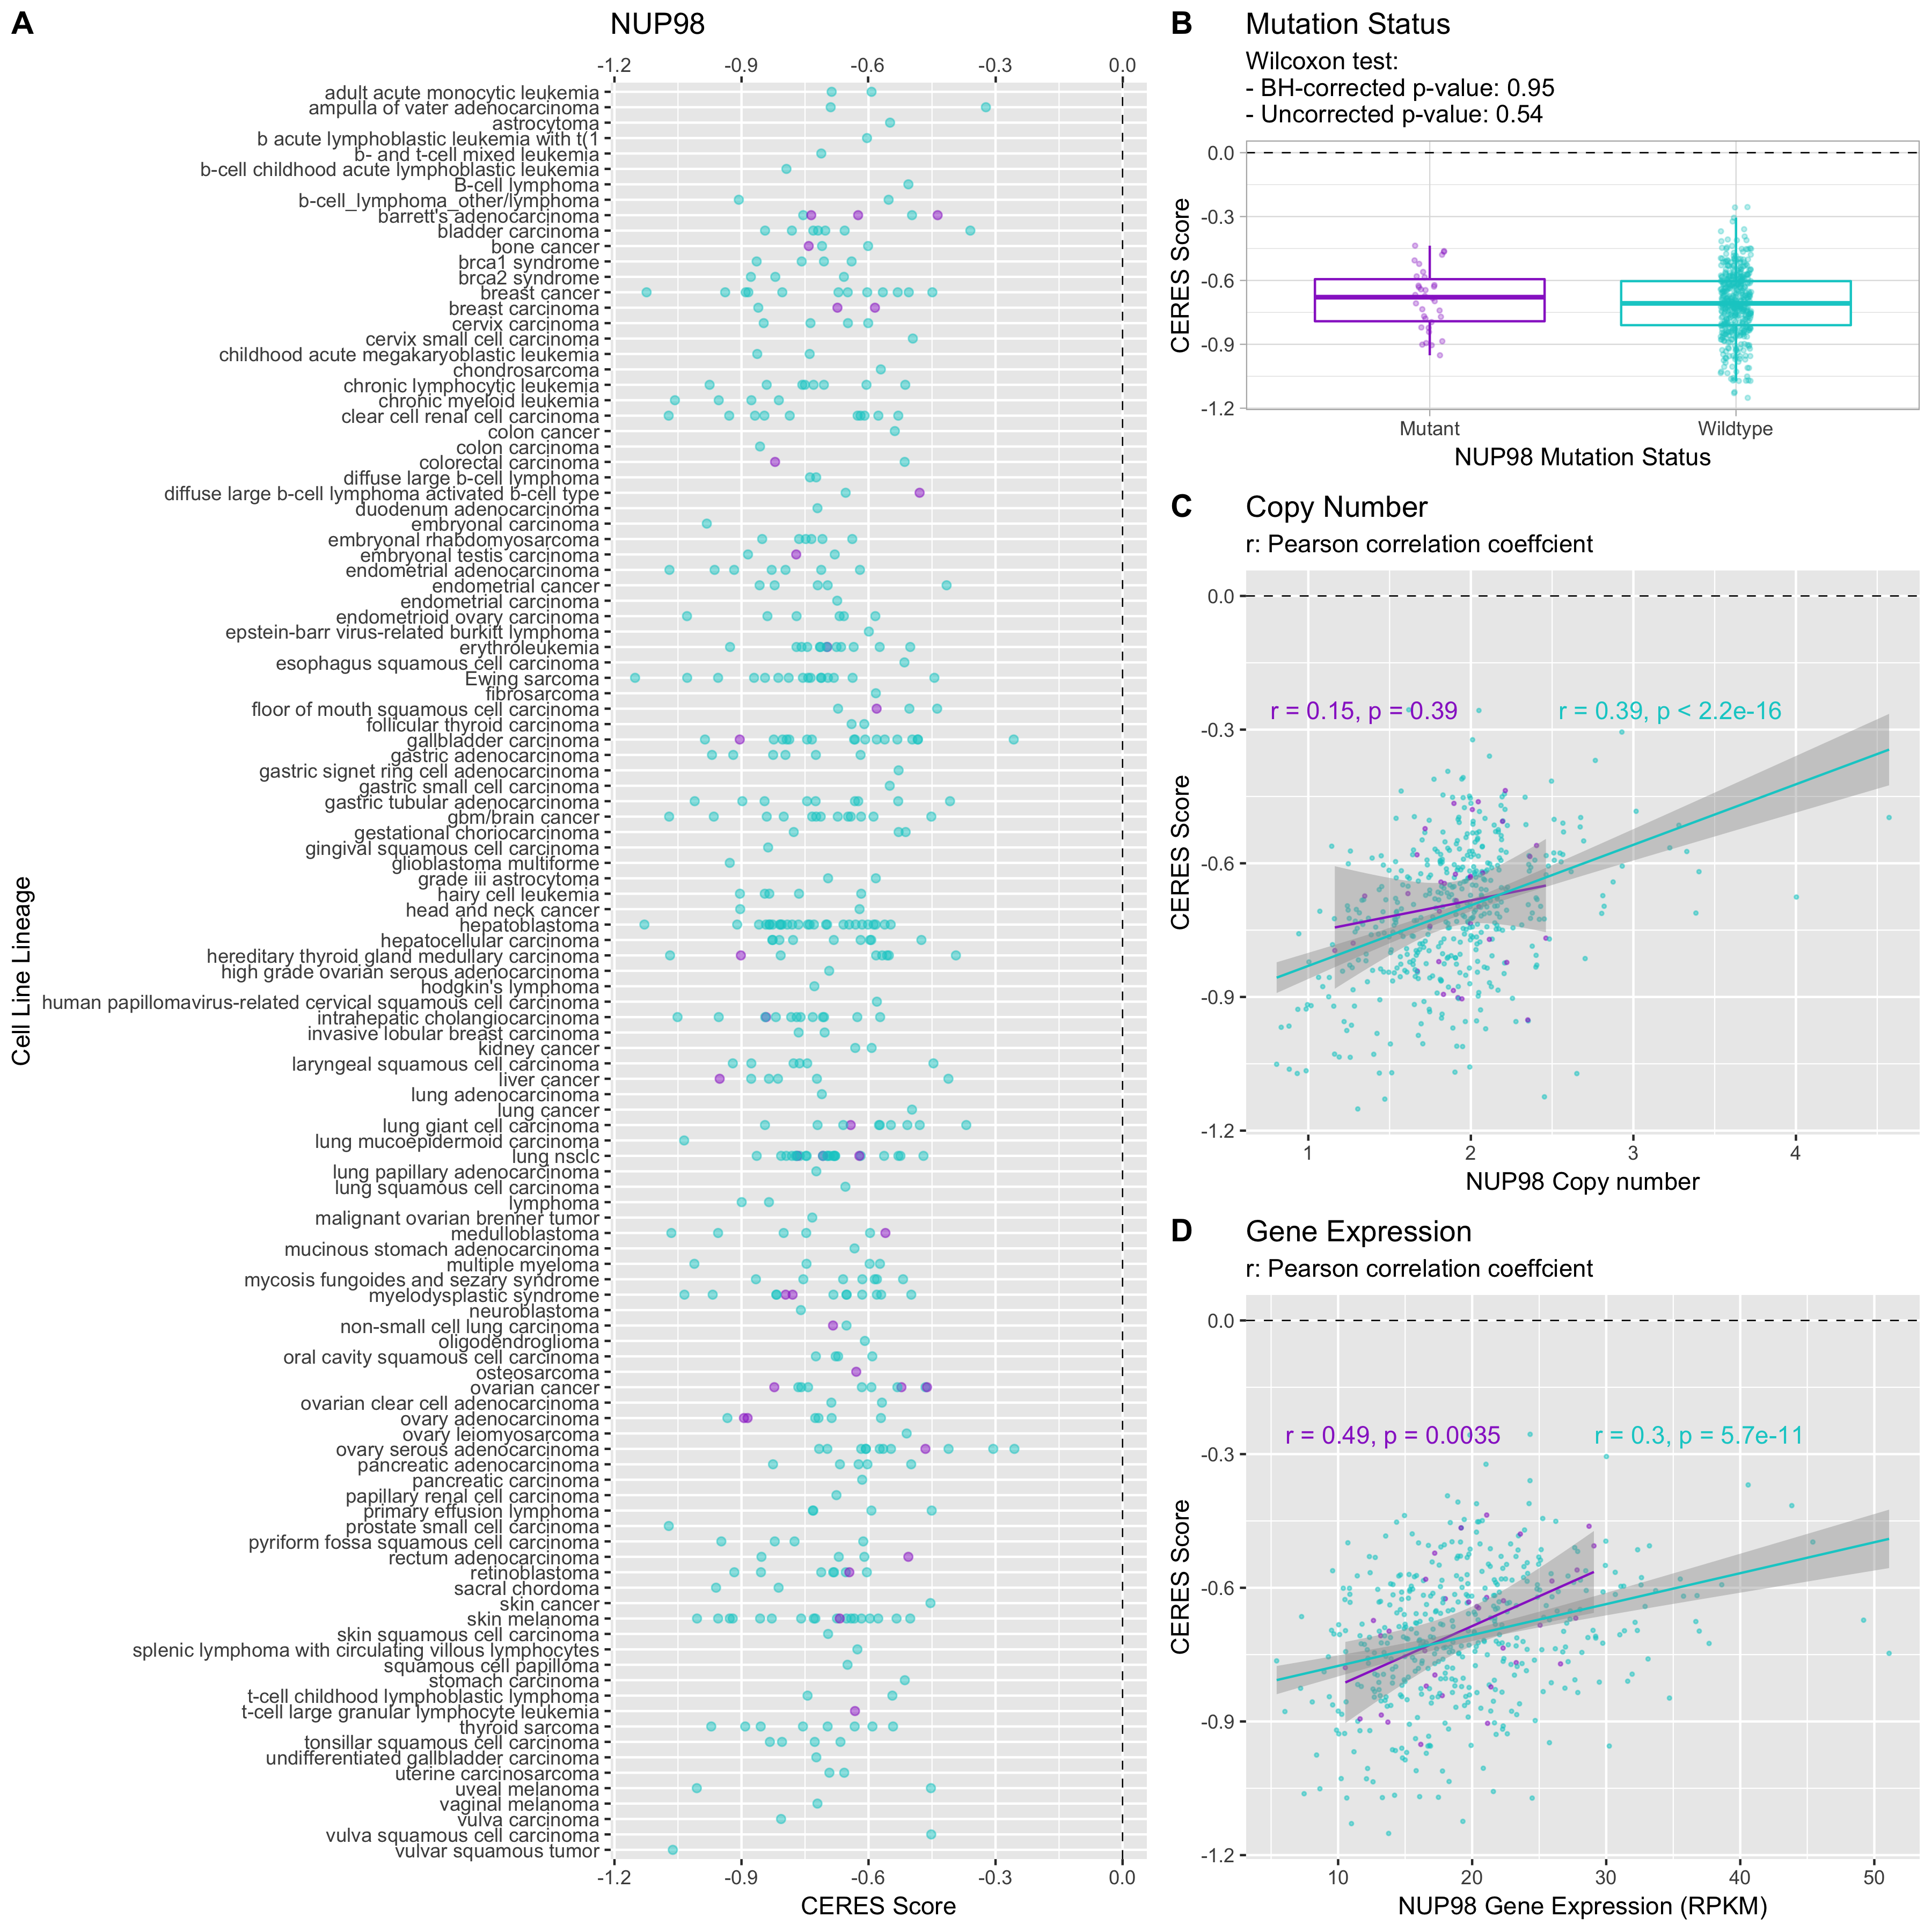 A
NUP98
-1.2 -0.9 -0.6 -0.3 0.0
adult acute monocytic leukemia
ampulla of vater adenocarcinoma
astrocytoma
b acute lymphoblastic leukemia with t(1
b- and t-cell mixed leukemia
b-cell childhood acute lymphoblastic leukemia
B-cell lymphoma
b-cell_lymphoma_other/lymphoma
barrett's adenocarcinoma
bladder carcinoma
bone cancer
brca1 syndrome
brca2 syndrome
breast cancer
breast carcinoma
cervix carcinoma
cervix small cell carcinoma
childhood acute megakaryoblastic leukemia
chondrosarcoma
chronic lymphocytic leukemia
chronic myeloid leukemia
clear cell renal cell carcinoma
colon cancer
colon carcinoma
colorectal carcinoma
diffuse large b-cell lymphoma
diffuse large b-cell lymphoma activated b-cell type
duodenum adenocarcinoma
embryonal carcinoma
embryonal rhabdomyosarcoma
embryonal testis carcinoma
endometrial adenocarcinoma
endometrial cancer
endometrial carcinoma
endometrioid ovary carcinoma
epstein-barr virus-related burkitt lymphoma
erythroleukemia
esophagus squamous cell carcinoma
Ewing sarcoma
fibrosarcoma
floor of mouth squamous cell carcinoma
follicular thyroid carcinoma
gallbladder carcinoma
gastric adenocarcinoma
gastric signet ring cell adenocarcinoma
gastric small cell carcinoma
gastric tubular adenocarcinoma
gbm/brain cancer
gestational choriocarcinoma
gingival squamous cell carcinoma
glioblastoma multiforme
grade iii astrocytoma
hairy cell leukemia
head and neck cancer
hepatoblastoma
hepatocellular carcinoma
hereditary thyroid gland medullary carcinoma
high grade ovarian serous adenocarcinoma
hodgkin's lymphoma
human papillomavirus-related cervical squamous cell carcinoma
intrahepatic cholangiocarcinoma
invasive lobular breast carcinoma
kidney cancer
laryngeal squamous cell carcinoma
liver cancer
lung adenocarcinoma
lung cancer
lung giant cell carcinoma
lung mucoepidermoid carcinoma
lung nsclc
lung papillary adenocarcinoma
lung squamous cell carcinoma
lymphoma
malignant ovarian brenner tumor
medulloblastoma
mucinous stomach adenocarcinoma
multiple myeloma
mycosis fungoides and sezary syndrome
myelodysplastic syndrome
neuroblastoma
non-small cell lung carcinoma
oligodendroglioma
oral cavity squamous cell carcinoma
osteosarcoma
ovarian cancer
ovarian clear cell adenocarcinoma
ovary adenocarcinoma
ovary leiomyosarcoma
ovary serous adenocarcinoma
pancreatic adenocarcinoma
pancreatic carcinoma
papillary renal cell carcinoma
primary effusion lymphoma
prostate small cell carcinoma
pyriform fossa squamous cell carcinoma
rectum adenocarcinoma
retinoblastoma
sacral chordoma
skin cancer
skin melanoma
skin squamous cell carcinoma
splenic lymphoma with circulating villous lymphocytes
squamous cell papilloma
stomach carcinoma
t-cell childhood lymphoblastic lymphoma
t-cell large granular lymphocyte leukemia
thyroid sarcoma
tonsillar squamous cell carcinoma
undifferentiated gallbladder carcinoma
uterine carcinosarcoma
uveal melanoma
vaginal melanoma
vulva carcinoma
vulva squamous cell carcinoma
vulvar squamous tumor
-1.2 -0.9 -0.6 -0.3 0.0
CERES Score
Cell Line Lineage
B
Mutation Status
Wilcoxon test:
- BH-corrected p-value: 0.95
- Uncorrected p-value: 0.54
0.0
-0.3
-0.6
-0.9
-1.2
CERES Score
Mutant Wildtype
NUP98 Mutation Status
C
Copy Number
r: Pearson correlation coeffcient
0.0
-0.3
-0.6
-0.9
-1.2
CERES Score
r = 0.15, p = 0.39 r = 0.39, p < 2.2e-16
1 2 3 4
NUP98 Copy number
D
Gene Expression
r: Pearson correlation coeffcient
0.0
-0.3
-0.6
-0.9
-1.2
CERES Score
r = 0.49, p = 0.0035 r = 0.3, p = 5.7e-11
10 20 30 40 50
NUP98 Gene Expression (RPKM)